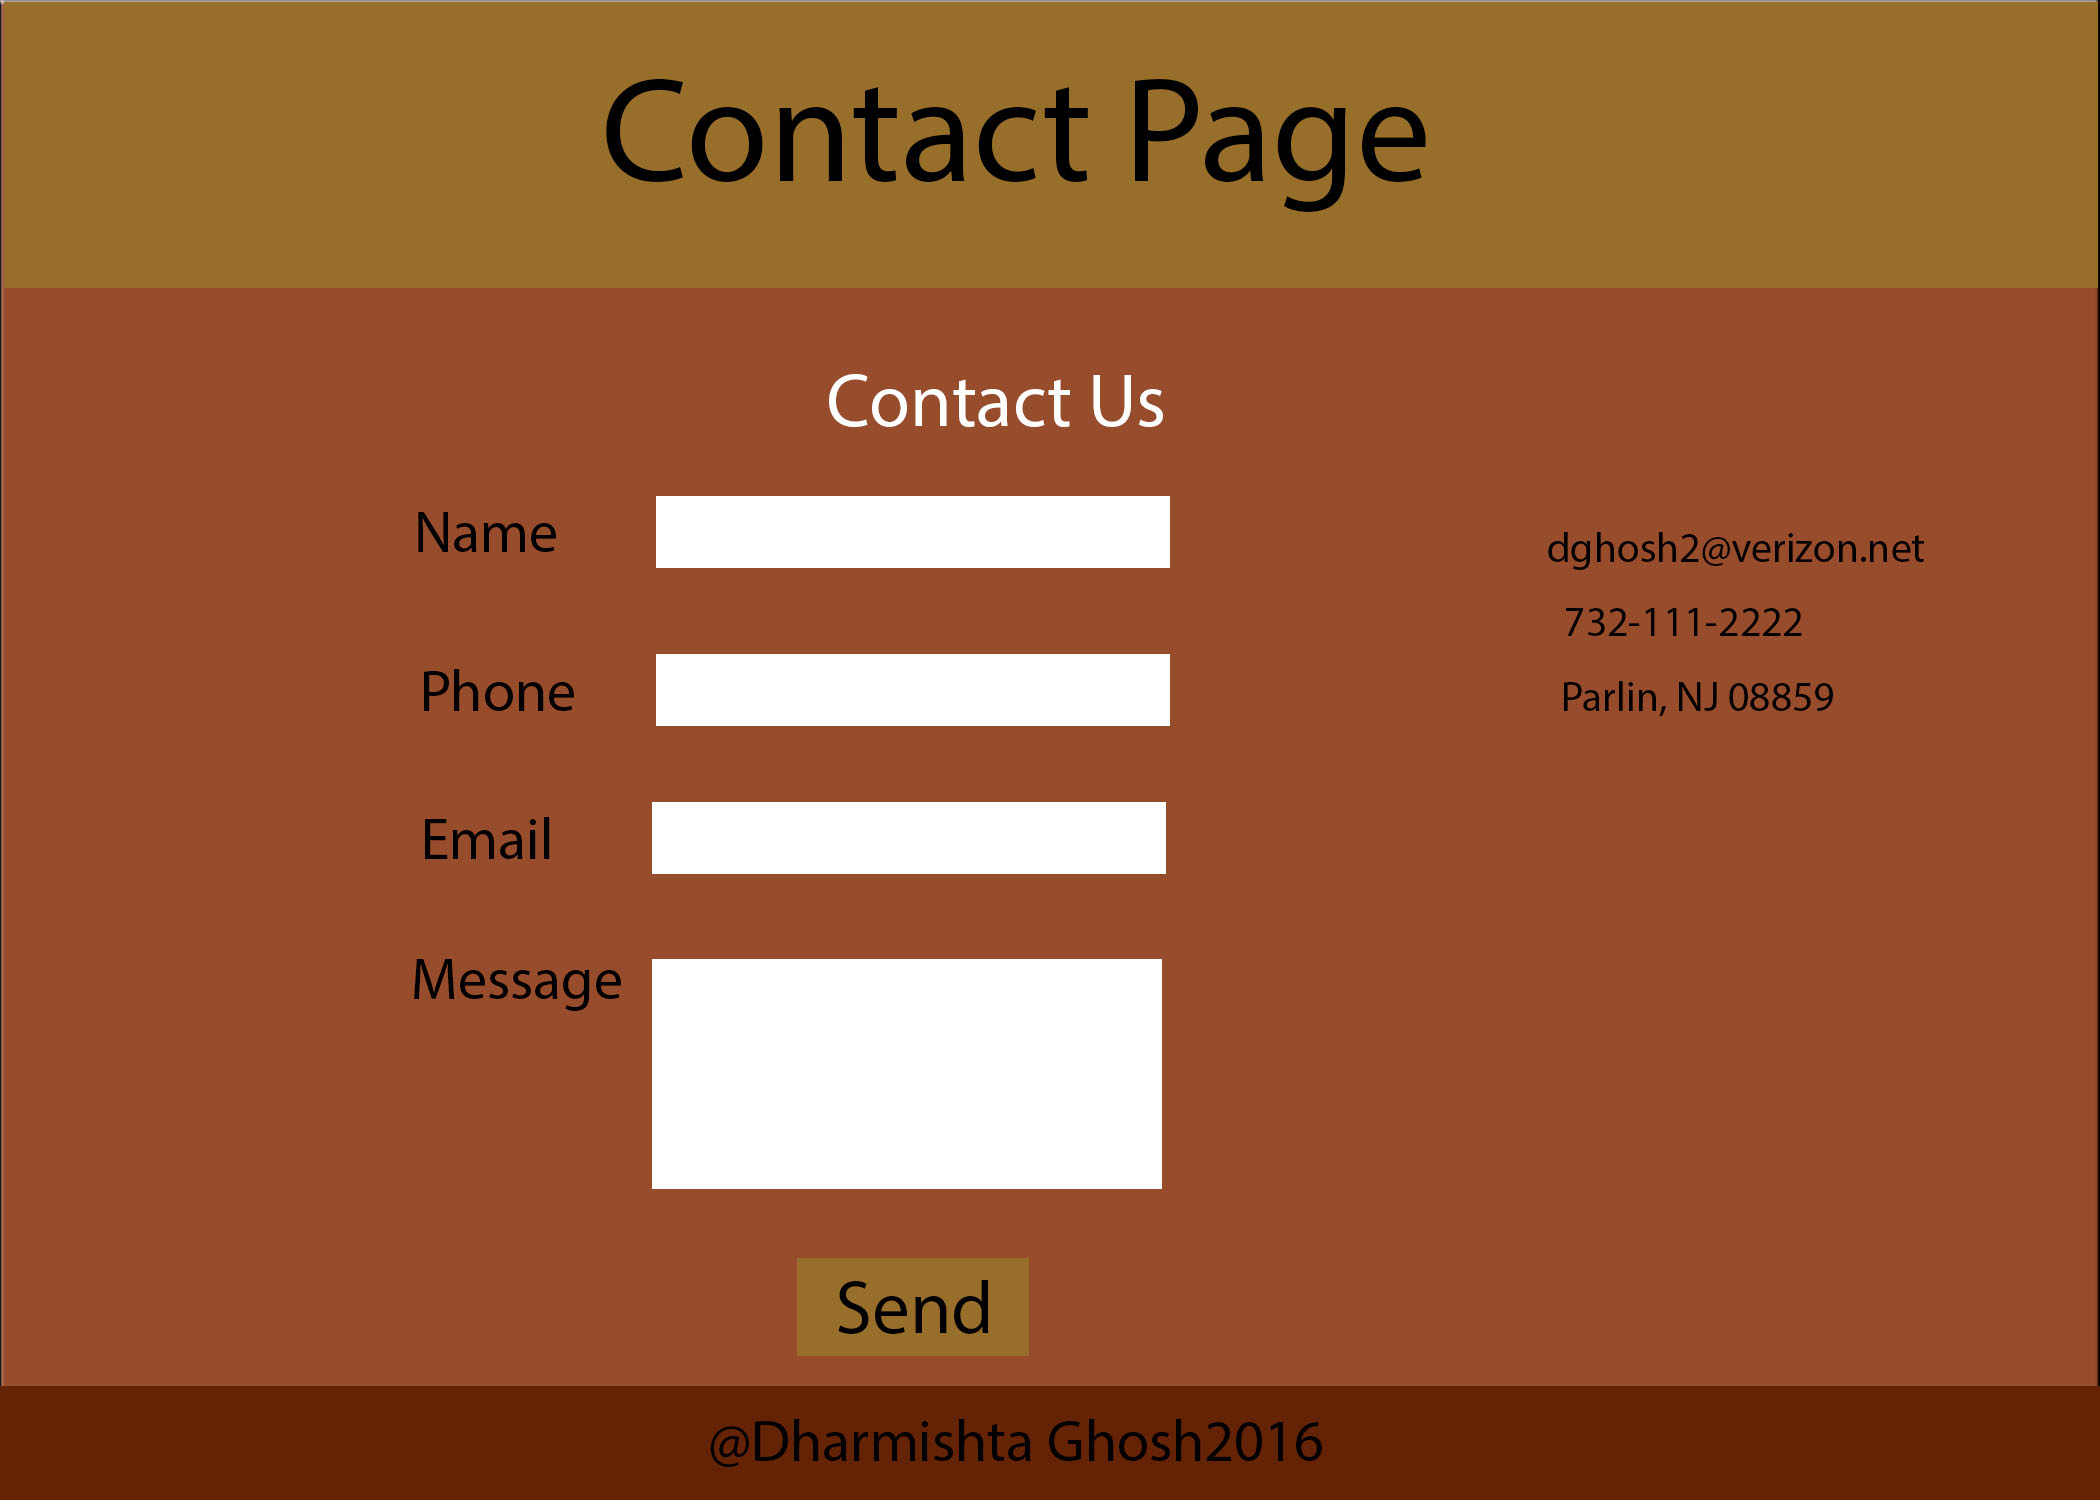 Contact Page
Contact Us
Name
Phone
Email
Message
Send
dghosh2@verizon.net
732-111-2222
Parlin, NJ 08859
@Dharmishta Ghosh2016